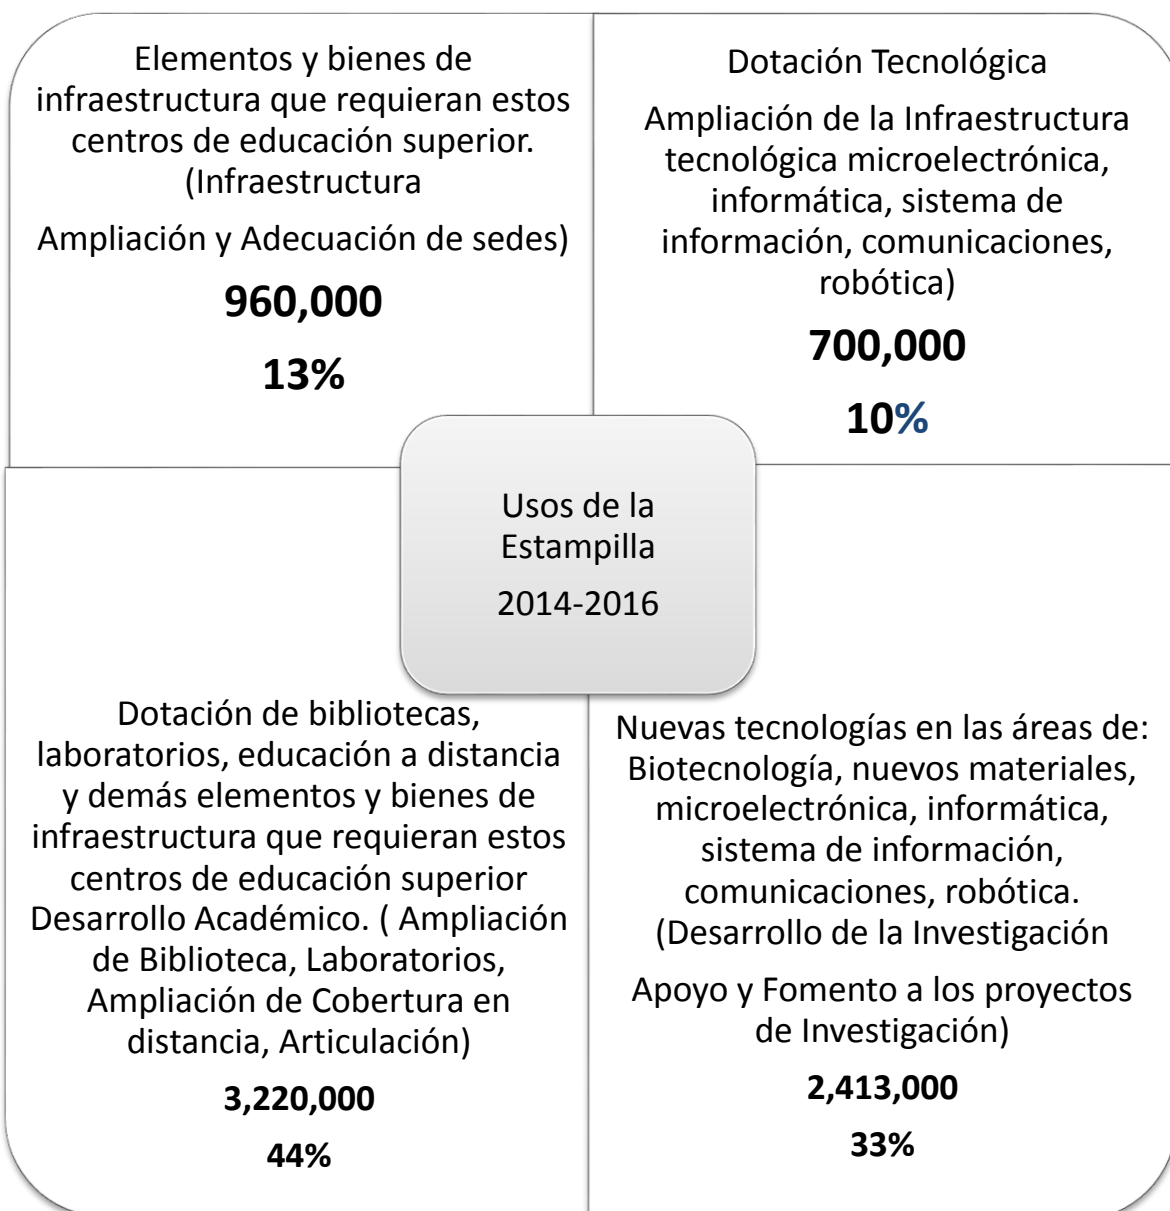 Elementos y bienes de
infraestructura que requieran estos
centros de educación superior.
(Infraestructura
Ampliación y Adecuación de sedes)
960,000
13%
Dotación Tecnológica
Ampliación de la Infraestructura
tecnológica microelectrónica,
informática, sistema de
información, comunicaciones,
robótica)
700,000
10%
Usos de la
Estampilla
2014-2016
Dotación de bibliotecas,
laboratorios, educación a distancia
y demás elementos y bienes de
infraestructura que requieran estos
centros de educación superior
Desarrollo Académico. ( Ampliación
de Biblioteca, Laboratorios,
Ampliación de Cobertura en
distancia, Articulación)
3,220,000
44%
Nuevas tecnologías en las áreas de:
Biotecnología, nuevos materiales,
microelectrónica, informática,
sistema de información,
comunicaciones, robótica.
(Desarrollo de la Investigación
Apoyo y Fomento a los proyectos
de Investigación)
2,413,000
33%